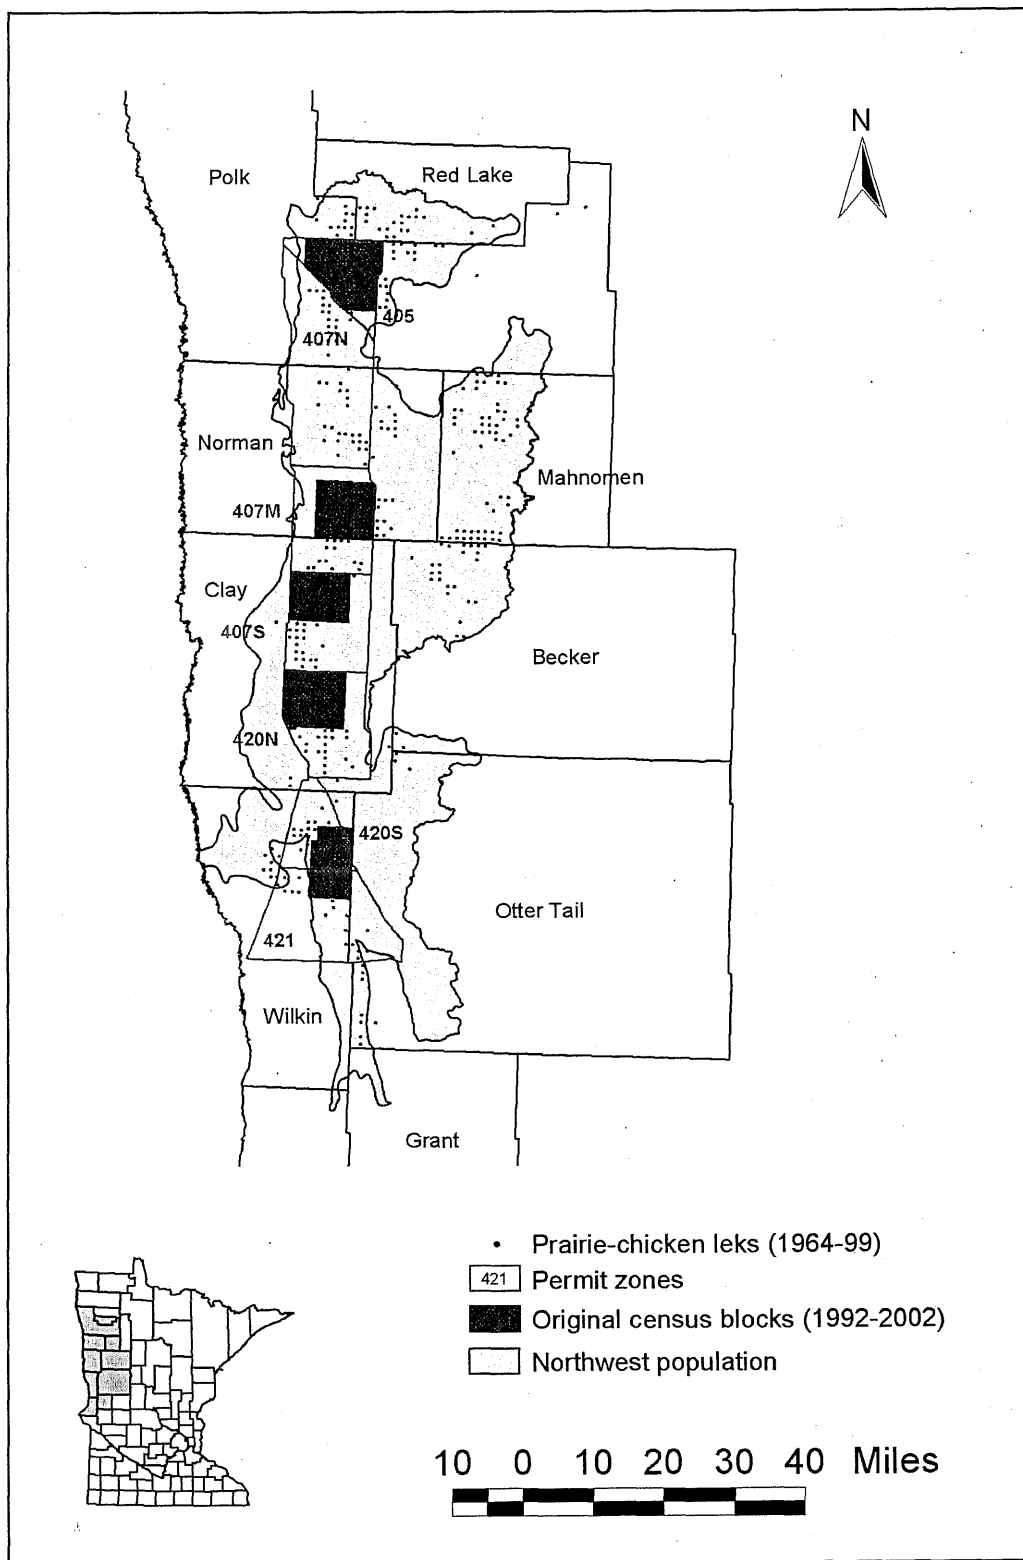 N
Polk
Red Lake
405
407N
Norman
Mahnomen
407M
Clay
407S
Becker
420N
420S
Otter Tail
421
Wilkin
Grant
Prairie-chicken leks (1964-99)
421 Permit zones
Original census blocks (1992-2002)
Northwest population
10 0 10 20 30 40 Miles